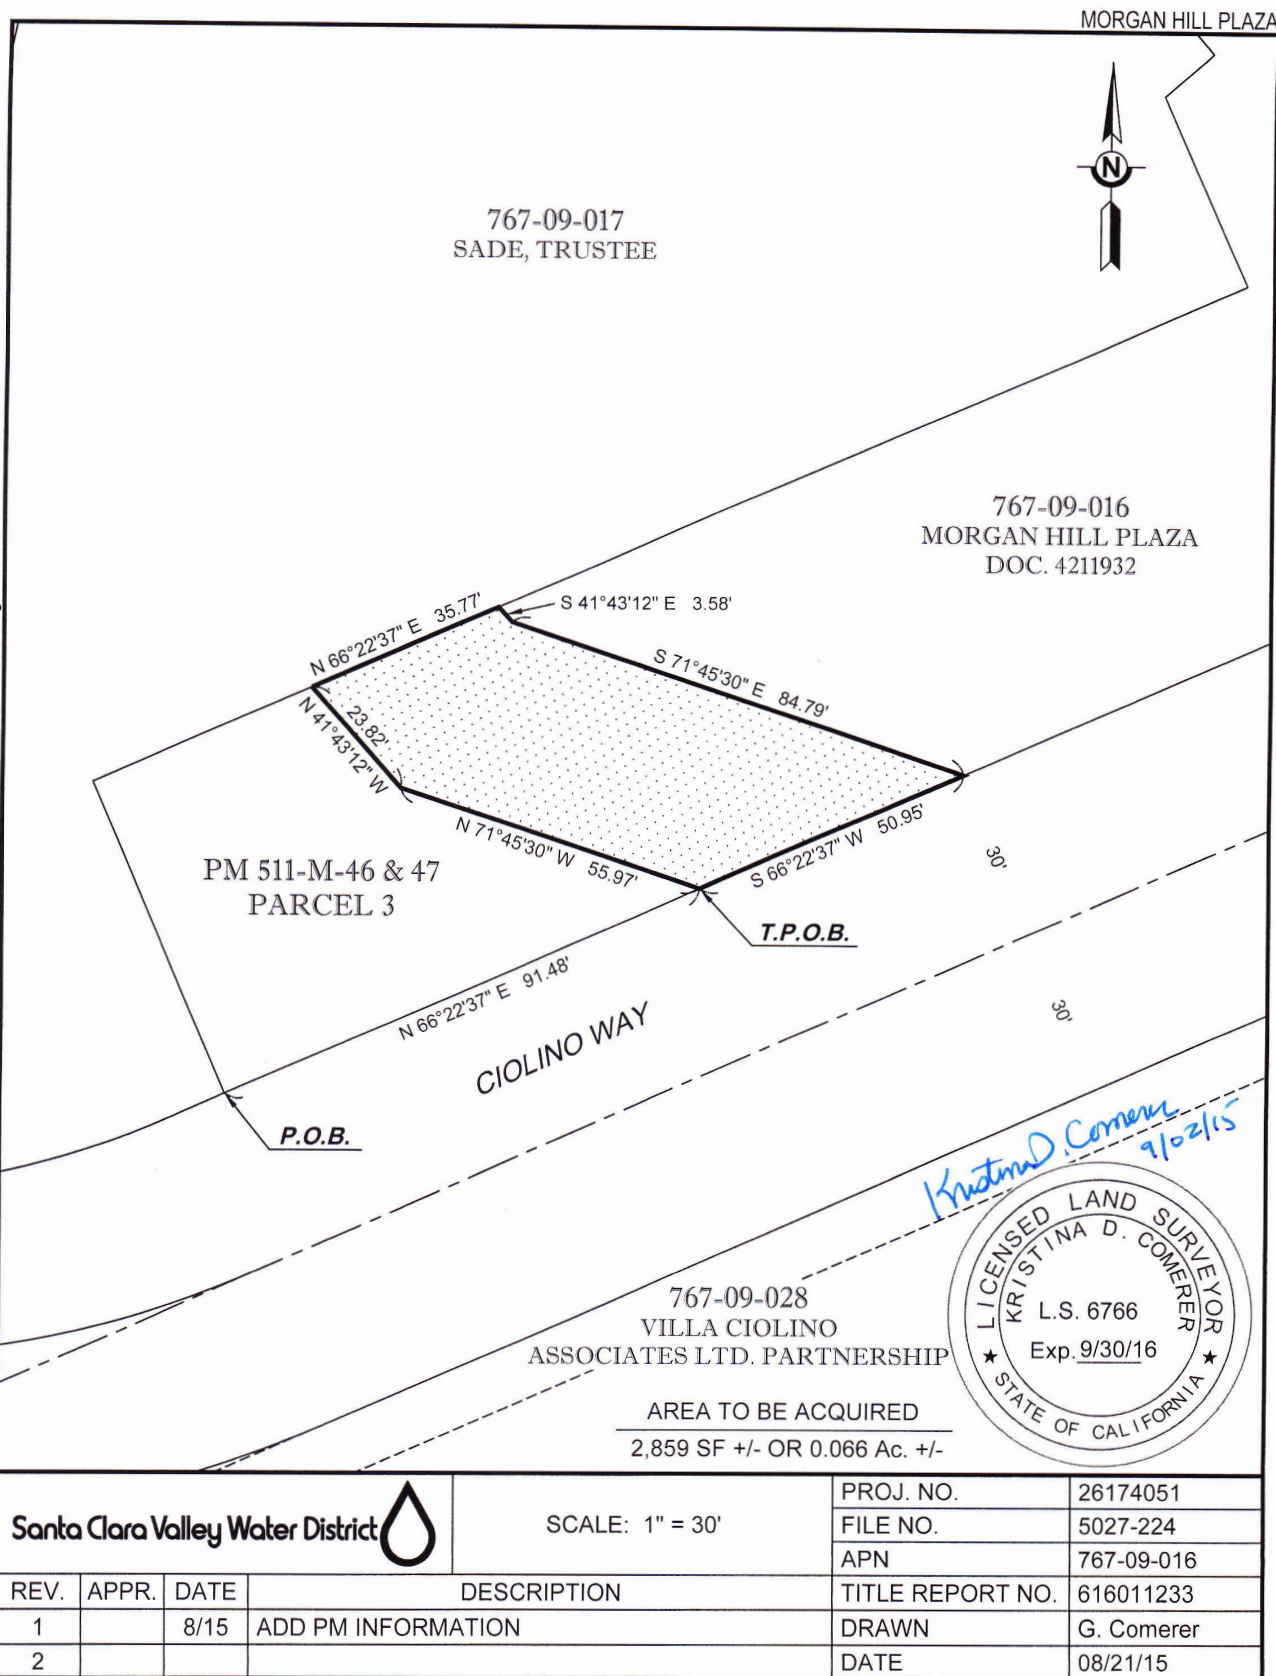 MORGAN HILL PLAZA
N
767-09-017
SADE, TRUSTEE
767-09-016
MORGAN HILL PLAZA
DOC. 4211932
N 66°22'37" E 35.77'
S 41°43'12" E 3.58'
S 71°45'30" E 84.79'
N 41°43'12" W
23.82'
N 71°45'30" W 55.97'
S 66°22'37" W 50.95'
30'
PM 511-M-46 & 47
PARCEL 3
T.P.O.B.
N 66°22'37" E 91.48'
CIOLINO WAY
30'
P.O.B.
Kristina D. Comerer
9/02/15
LICENSED LAND SURVEYOR
KRISTINA D. COMERER
L.S. 6766
Exp. 9/30/16
★ STATE OF CALIFORNIA ★
767-09-028
VILLA CIOLINO
ASSOCIATES LTD. PARTNERSHIP
AREA TO BE ACQUIRED
2,859 SF +/- OR 0.066 Ac. +/-
Santa Clara Valley Water District
SCALE: 1" = 30'
PROJ. NO. 26174051
FILE NO. 5027-224
APN 767-09-016
REV. APPR. DATE DESCRIPTION TITLE REPORT NO. 616011233
1 8/15 ADD PM INFORMATION DRAWN G. Comerer
2 DATE 08/21/15